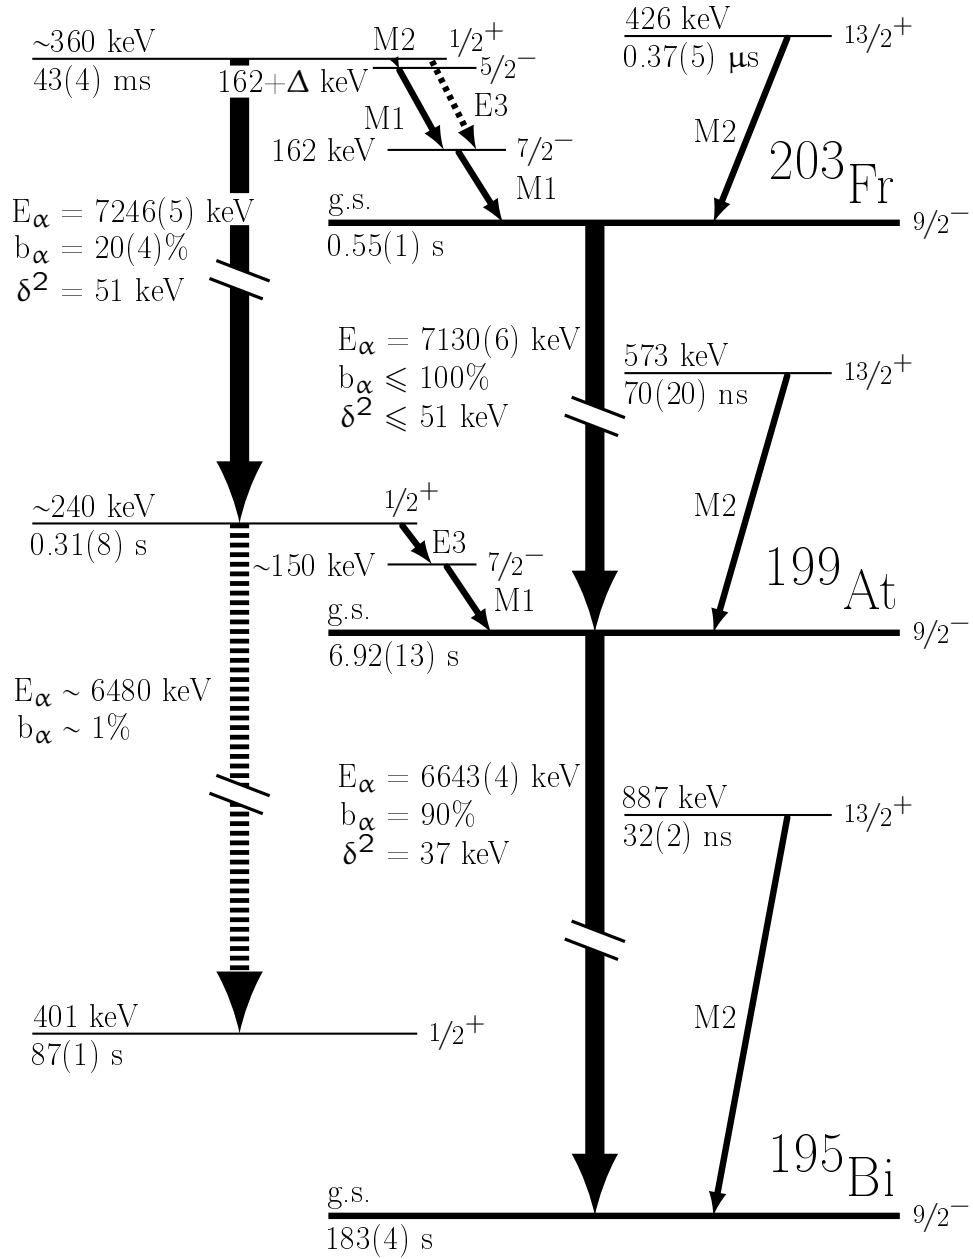 ~360 keV
43(4) ms
M2
1/2+
162+Δ keV
5/2−
M1
E3
162 keV
7/2−
M1
426 keV
0.37(5) μs
13/2+
M2
203Fr
g.s.
0.55(1) s
9/2−
Eα = 7246(5) keV
bα = 20(4)%
δ2 = 51 keV
Eα = 7130(6) keV
bα ⩽ 100%
δ2 ⩽ 51 keV
573 keV
70(20) ns
13/2+
M2
~240 keV
0.31(8) s
1/2+
E3
~150 keV
7/2−
M1
199At
g.s.
6.92(13) s
9/2−
Eα ~ 6480 keV
bα ~ 1%
Eα = 6643(4) keV
bα = 90%
δ2 = 37 keV
887 keV
32(2) ns
13/2+
M2
401 keV
87(1) s
1/2+
195Bi
g.s.
183(4) s
9/2−